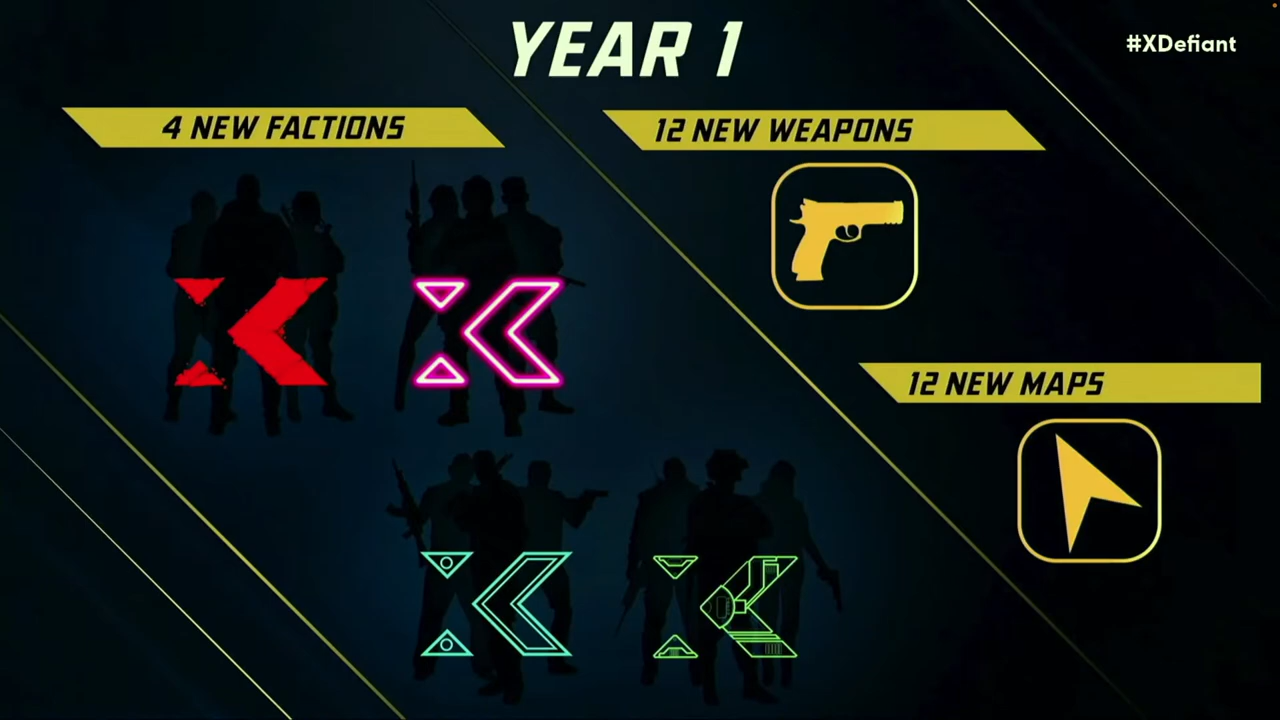 YEAR 1
#XDefiant
4 NEW FACTIONS
12 NEW WEAPONS
12 NEW MAPS